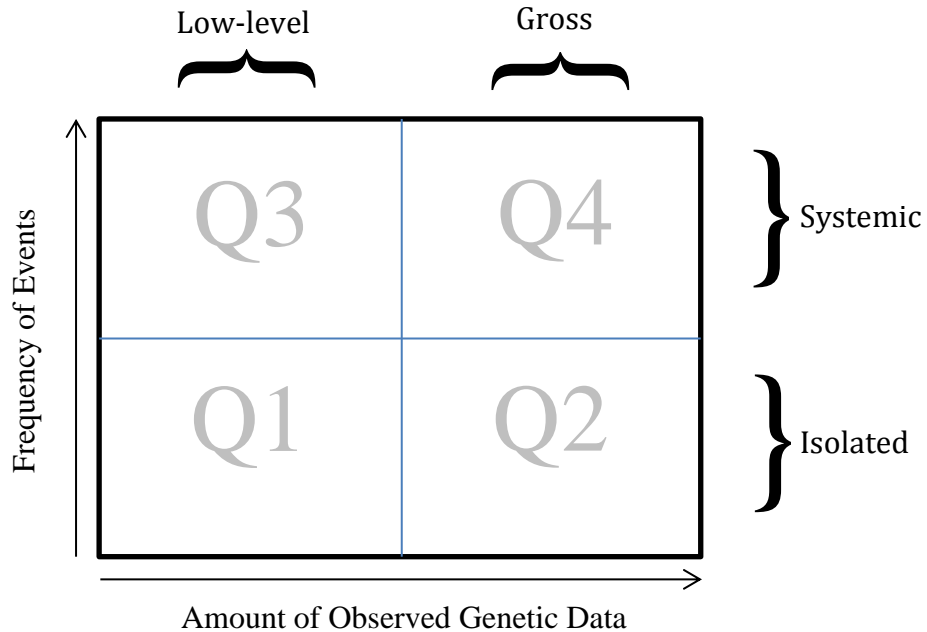 Low-level
Gross
Frequency of Events
Q3
Q4
Systemic
Q1
Q2
Isolated
Amount of Observed Genetic Data